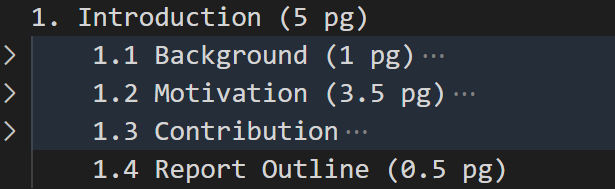 1. Introduction (5 pg)
1.1 Background (1 pg)…
1.2 Motivation (3.5 pg)…
1.3 Contribution…
1.4 Report Outline (0.5 pg)